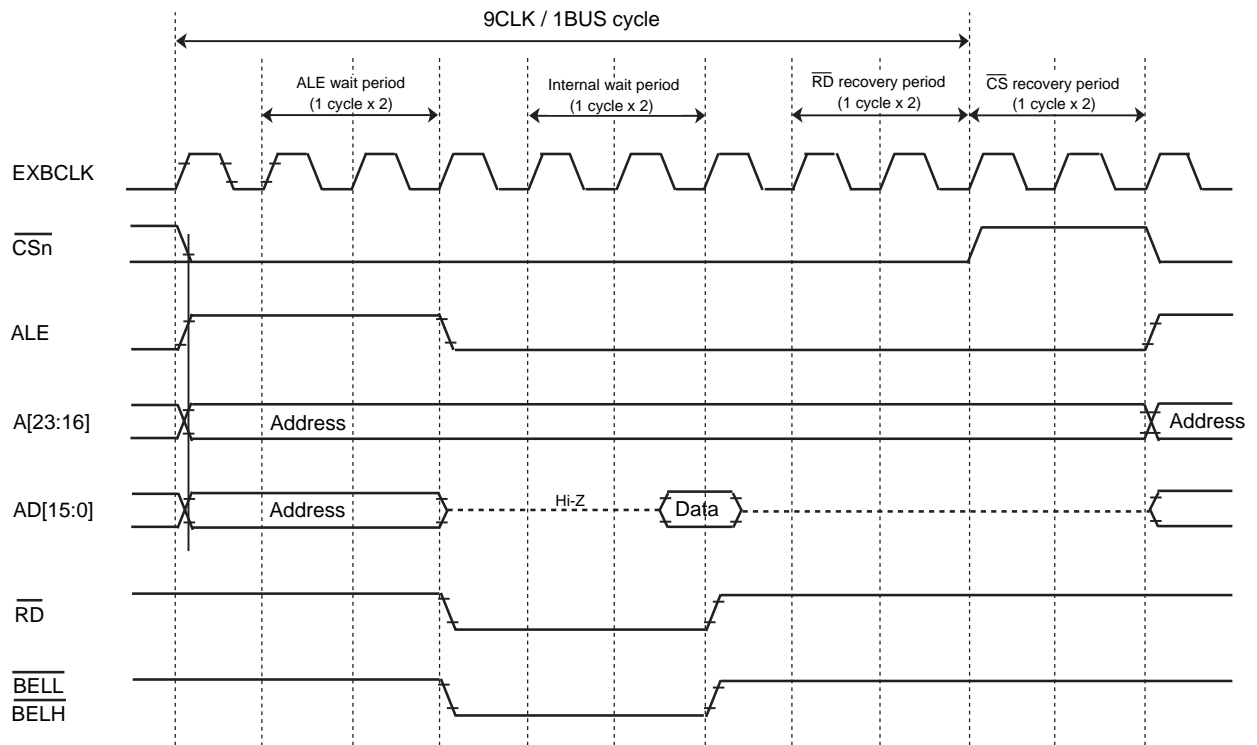 9CLK / 1BUS cycle
ALE wait period
(1 cycle x 2)
Internal wait period
(1 cycle x 2)
RD recovery period
(1 cycle x 2)
CS recovery period
(1 cycle x 2)
EXBCLK
CSn
ALE
A[23:16]
Address
Address
AD[15:0]
Address
Hi-Z
Data
RD
BELL
BELH